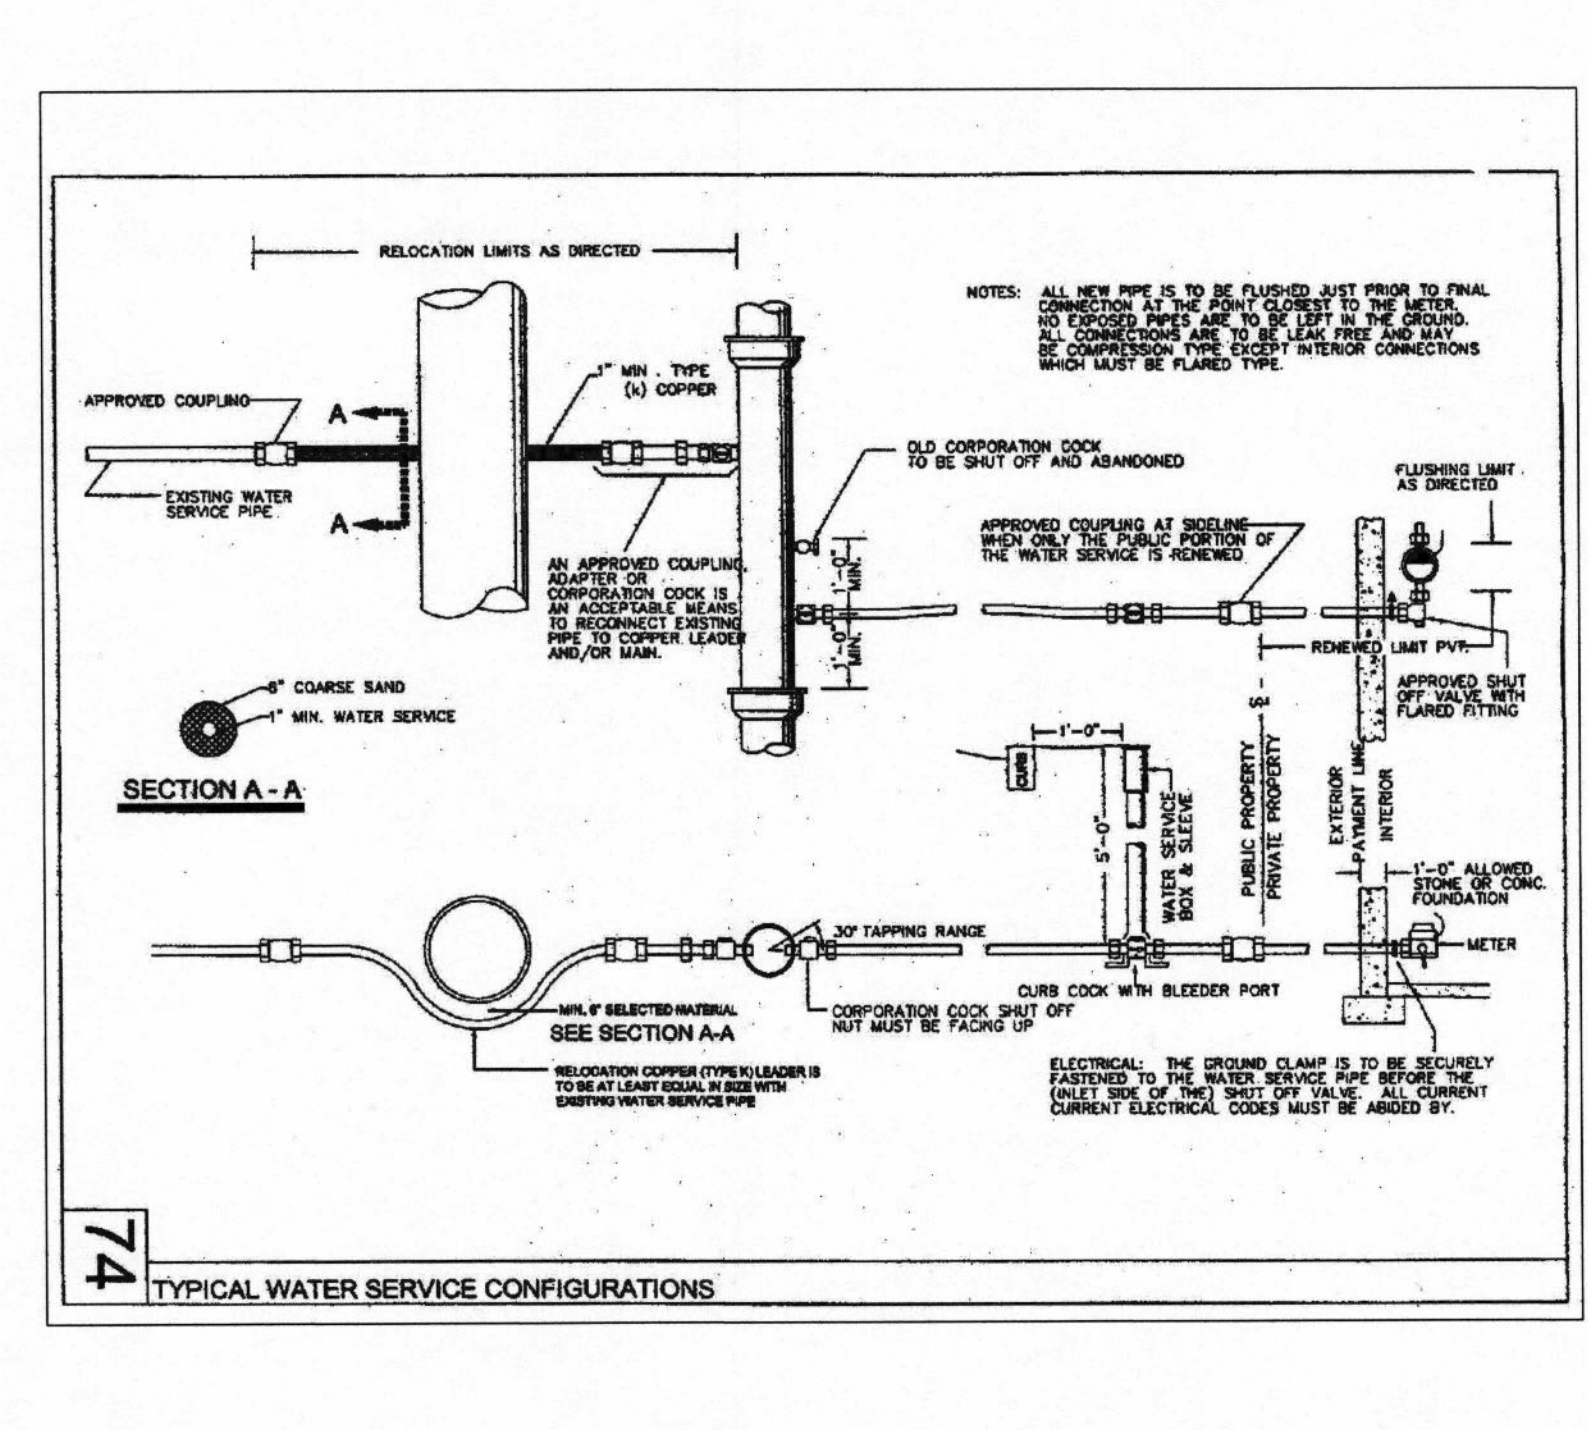 RELOCATION LIMITS AS DIRECTED
NOTES: ALL NEW PIPE IS TO BE FLUSHED JUST PRIOR TO FINAL
CONNECTION AT THE POINT CLOSEST TO THE METER.
NO EXPOSED PIPES ARE TO BE LEFT IN THE GROUND.
ALL CONNECTIONS ARE TO BE LEAK FREE AND MAY
BE COMPRESSION TYPE EXCEPT INTERIOR CONNECTIONS
WHICH MUST BE FLARED TYPE.
1" MIN. TYPE
(k) COPPER
APPROVED COUPLING
A
A
EXISTING WATER
SERVICE PIPE
OLD CORPORATION COCK
TO BE SHUT OFF AND ABANDONED
FLUSHING LIMIT
AS DIRECTED
APPROVED COUPLING AT SIDELINE
WHEN ONLY THE PUBLIC PORTION OF
THE WATER SERVICE IS RENEWED
AN APPROVED COUPLING,
ADAPTER OR
CORPORATION COCK IS
AN ACCEPTABLE MEANS
TO RECONNECT EXISTING
PIPE TO COPPER LEADER
AND/OR MAIN.
1'-0"
MIN.
1'-0"
MIN.
RENEWED LIMIT PVT.
APPROVED SHUT
OFF VALVE WITH
FLARED FITTING
6" COARSE SAND
1" MIN. WATER SERVICE
SECTION A - A
1'-0"
CURB
5'-0"
WATER SERVICE
BOX & SLEEVE
PUBLIC PROPERTY
PRIVATE PROPERTY
EXTERIOR
PAYMENT LINE
INTERIOR
1'-0" ALLOWED
STONE OR CONC.
FOUNDATION
30° TAPPING RANGE
METER
CURB COCK WITH BLEEDER PORT
MIN. 6" SELECTED MATERIAL
SEE SECTION A-A
CORPORATION COCK SHUT OFF
NUT MUST BE FACING UP
RELOCATION COPPER (TYPE K) LEADER IS
TO BE AT LEAST EQUAL IN SIZE WITH
EXISTING WATER SERVICE PIPE
ELECTRICAL: THE GROUND CLAMP IS TO BE SECURELY
FASTENED TO THE WATER SERVICE PIPE BEFORE THE
(INLET SIDE OF THE) SHUT OFF VALVE. ALL CURRENT
CURRENT ELECTRICAL CODES MUST BE ABIDED BY.
74
TYPICAL WATER SERVICE CONFIGURATIONS